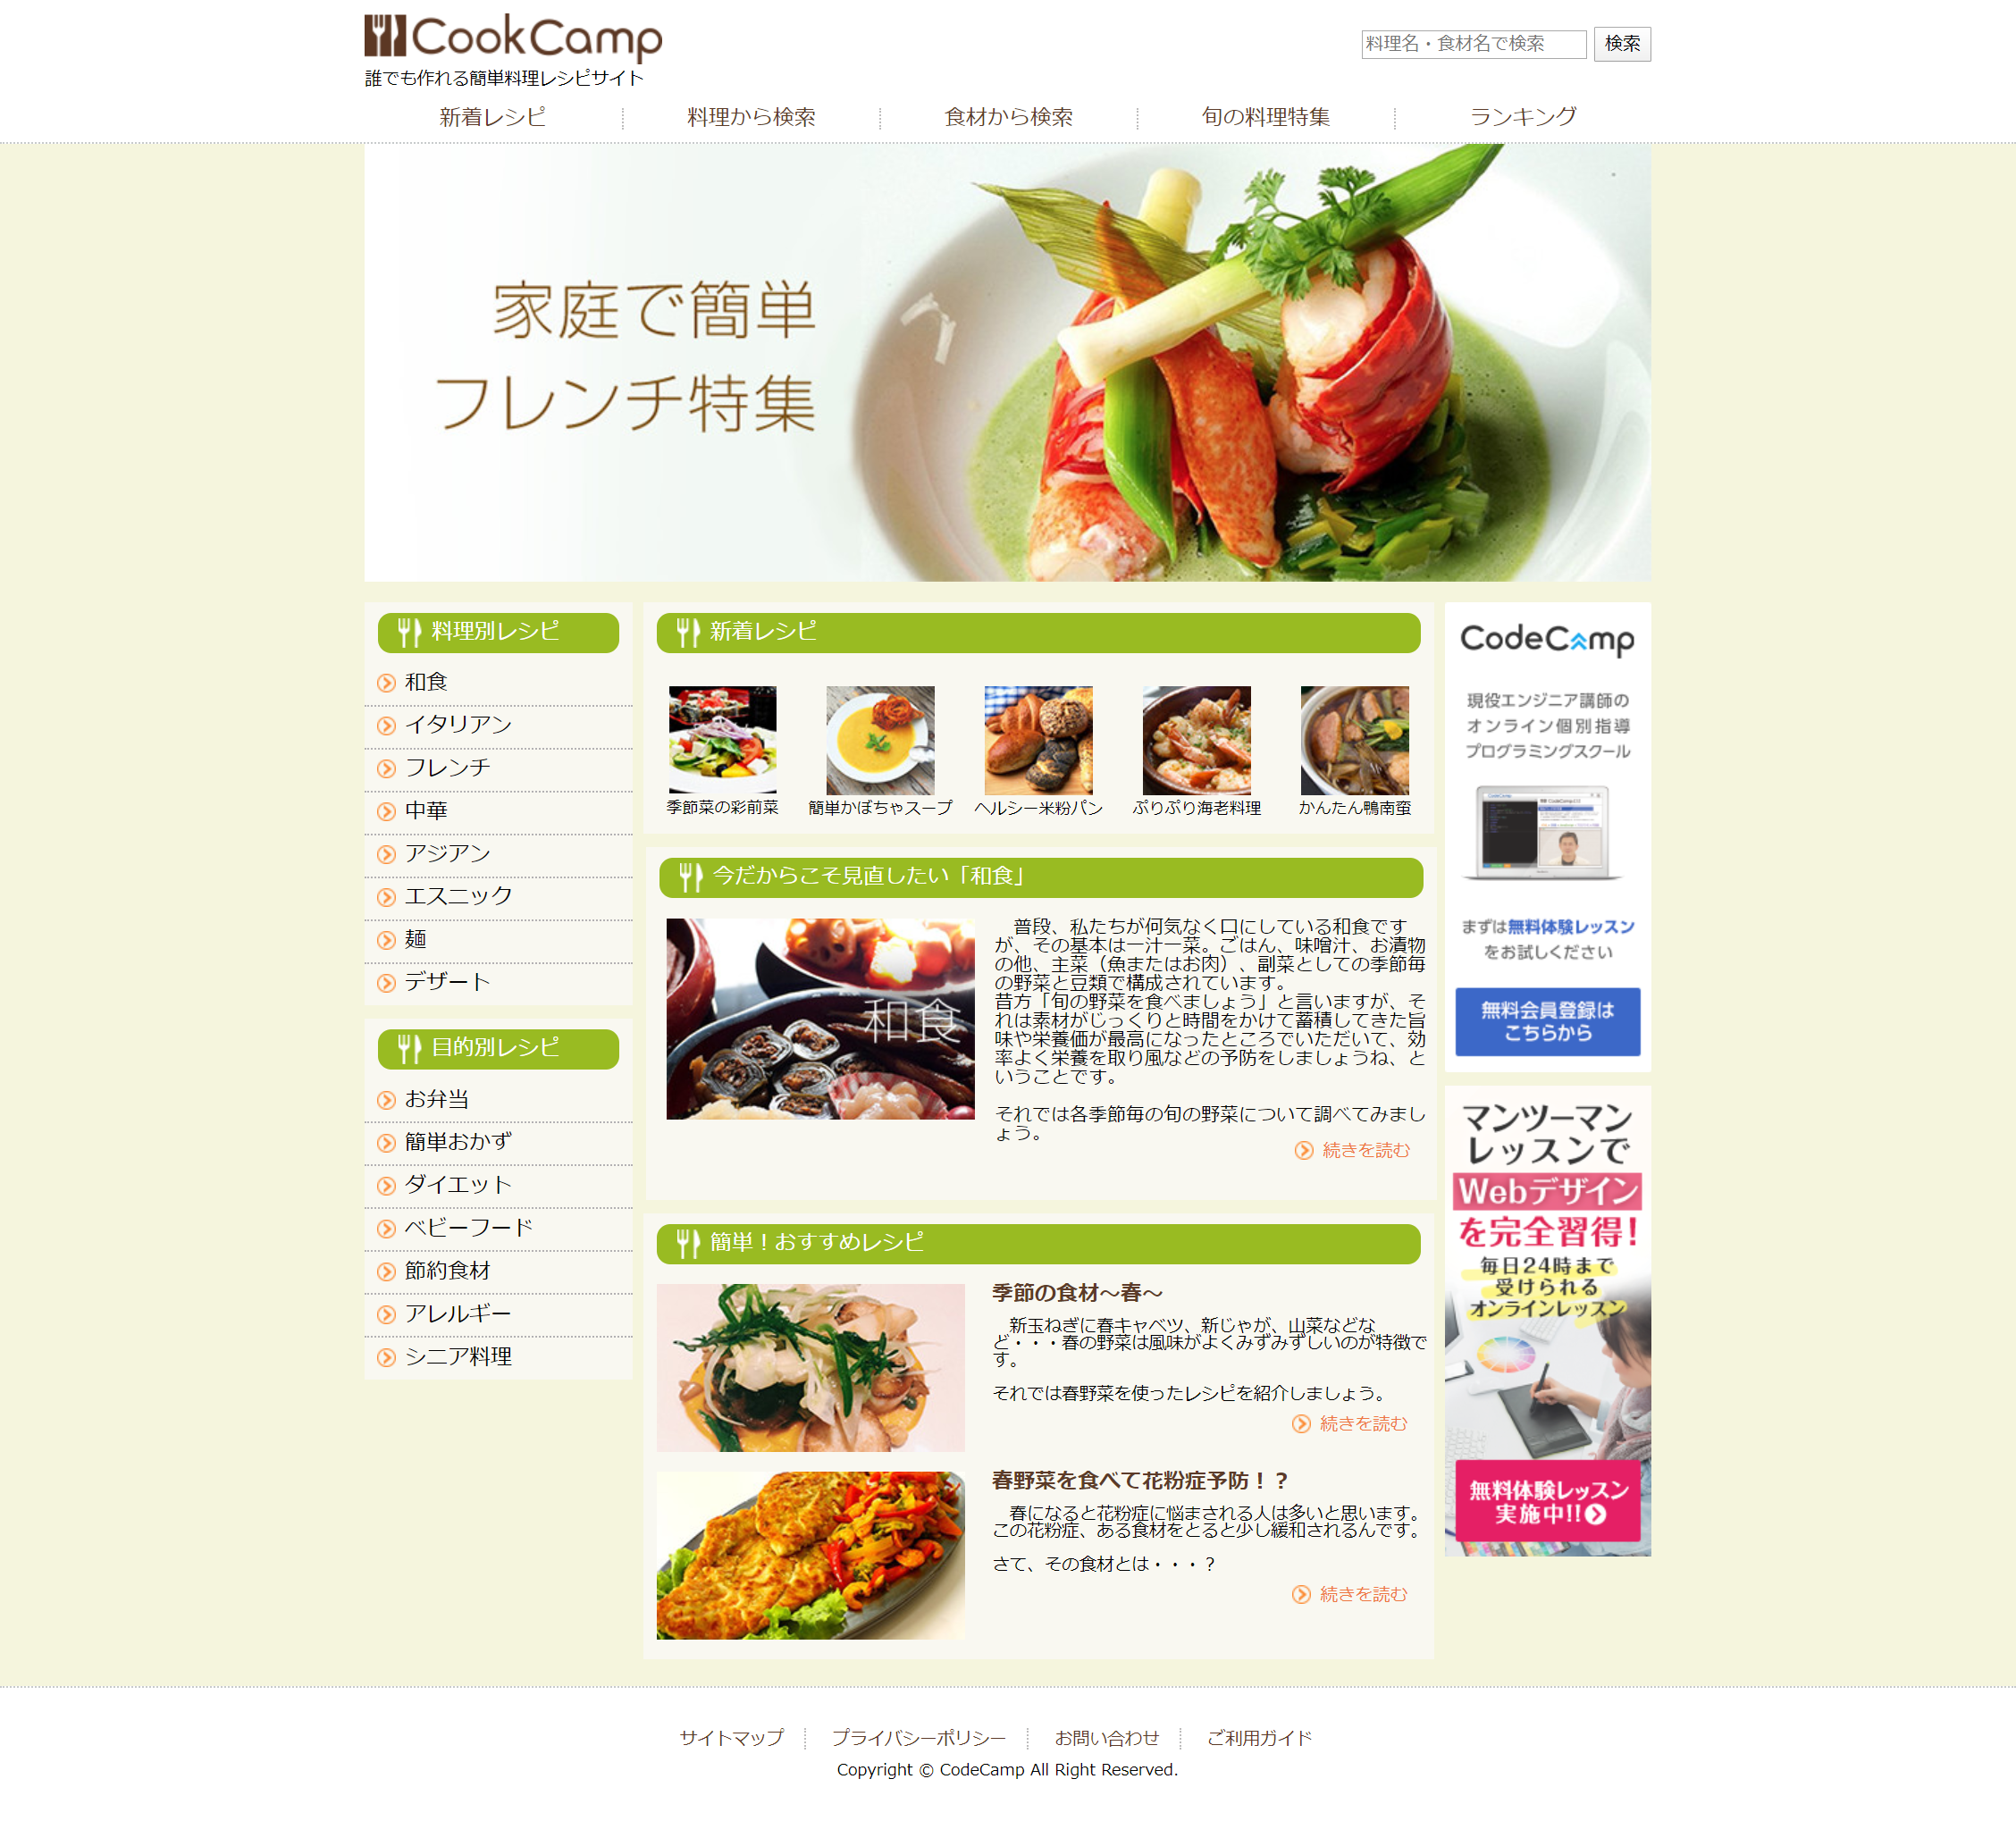 CookCamp
誰でも作れる簡単料理レシピサイト
料理名・食材名で検索
検索
新着レシピ
料理から検索
食材から検索
旬の料理特集
ランキング
家庭で簡単
フレンチ特集
料理別レシピ
和食
イタリアン
フレンチ
中華
アジアン
エスニック
麺
デザート
目的別レシピ
お弁当
簡単おかず
ダイエット
ベビーフード
節約食材
アレルギー
シニア料理
新着レシピ
季節菜の彩前菜
簡単かぼちゃスープ
ヘルシー米粉パン
ぷりぷり海老料理
かんたん鴨南蛮
今だからこそ見直したい「和食」
和食
普段、私たちが何気なく口にしている和食です
が、その基本は一汁一菜。ごはん、味噌汁、お漬物
の他、主菜（魚またはお肉）、副菜としての季節毎
の野菜と豆類で構成されています。
昔方「旬の野菜を食べましょう」と言いますが、そ
れは素材がじっくりと時間をかけて蓄積してきた旨
味や栄養価が最高になったところでいただいて、効
率よく栄養を取り風などの予防をしましょうね、と
いうことです。
それでは各季節毎の旬の野菜について調べてみまし
ょう。
続きを読む
簡単！おすすめレシピ
季節の食材～春～
新玉ねぎに春キャベツ、新じゃが、山菜などな
ど・・・春の野菜は風味がよくみずみずしいのが特徴で
す。
それでは春野菜を使ったレシピを紹介しましょう。
続きを読む
春野菜を食べて花粉症予防！？
春になると花粉症に悩まされる人は多いと思います。
この花粉症、ある食材をとると少し緩和されるんです。
さて、その食材とは・・・？
続きを読む
CodeCamp
現役エンジニア講師の
オンライン個別指導
プログラミングスクール
まずは無料体験レッスン
をお試しください
無料会員登録は
こちらから
マンツーマン
レッスンで
Webデザイン
を完全習得！
毎日24時まで
受けられる
オンラインレッスン
無料体験レッスン
実施中!!
サイトマップ
プライバシーポリシー
お問い合わせ
ご利用ガイド
Copyright © CodeCamp All Right Reserved.